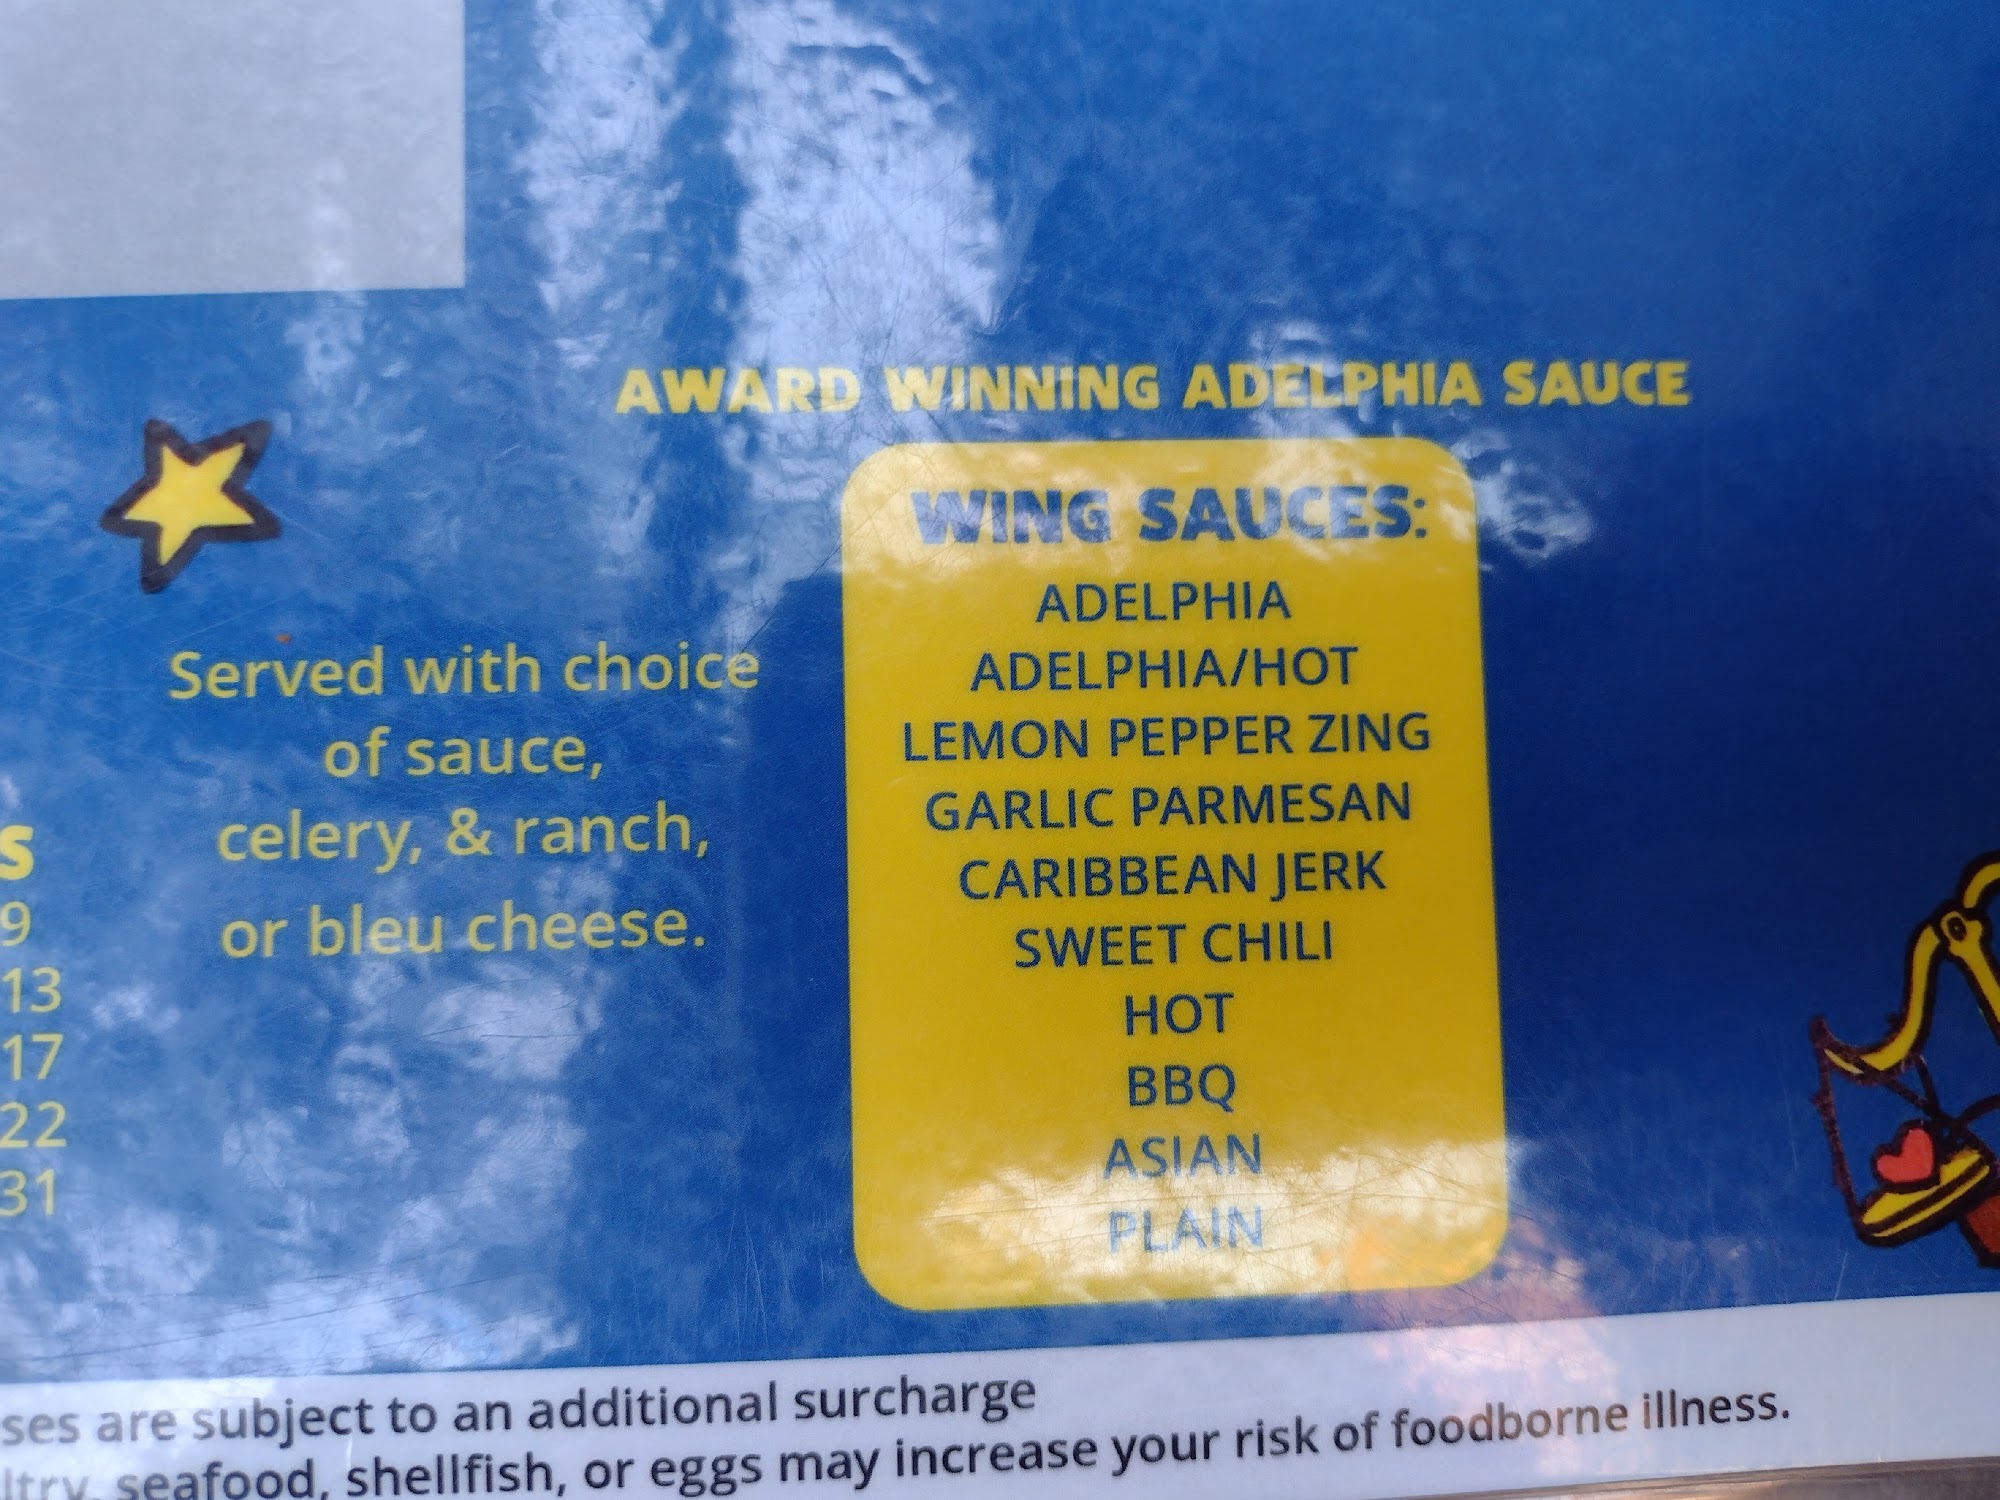 AWARD WINNING ADELPHIA SAUCE
WING SAUCES:
ADELPHIA
ADELPHIA/HOT
LEMON PEPPER ZING
GARLIC PARMESAN
CARIBBEAN JERK
SWEET CHILI
HOT
BBQ
ASIAN
PLAIN
Served with choice
of sauce,
celery, & ranch,
or bleu cheese.
S
9
13
17
22
31
ses are subject to an additional surcharge
ltry, seafood, shellfish, or eggs may increase your risk of foodborne illness.